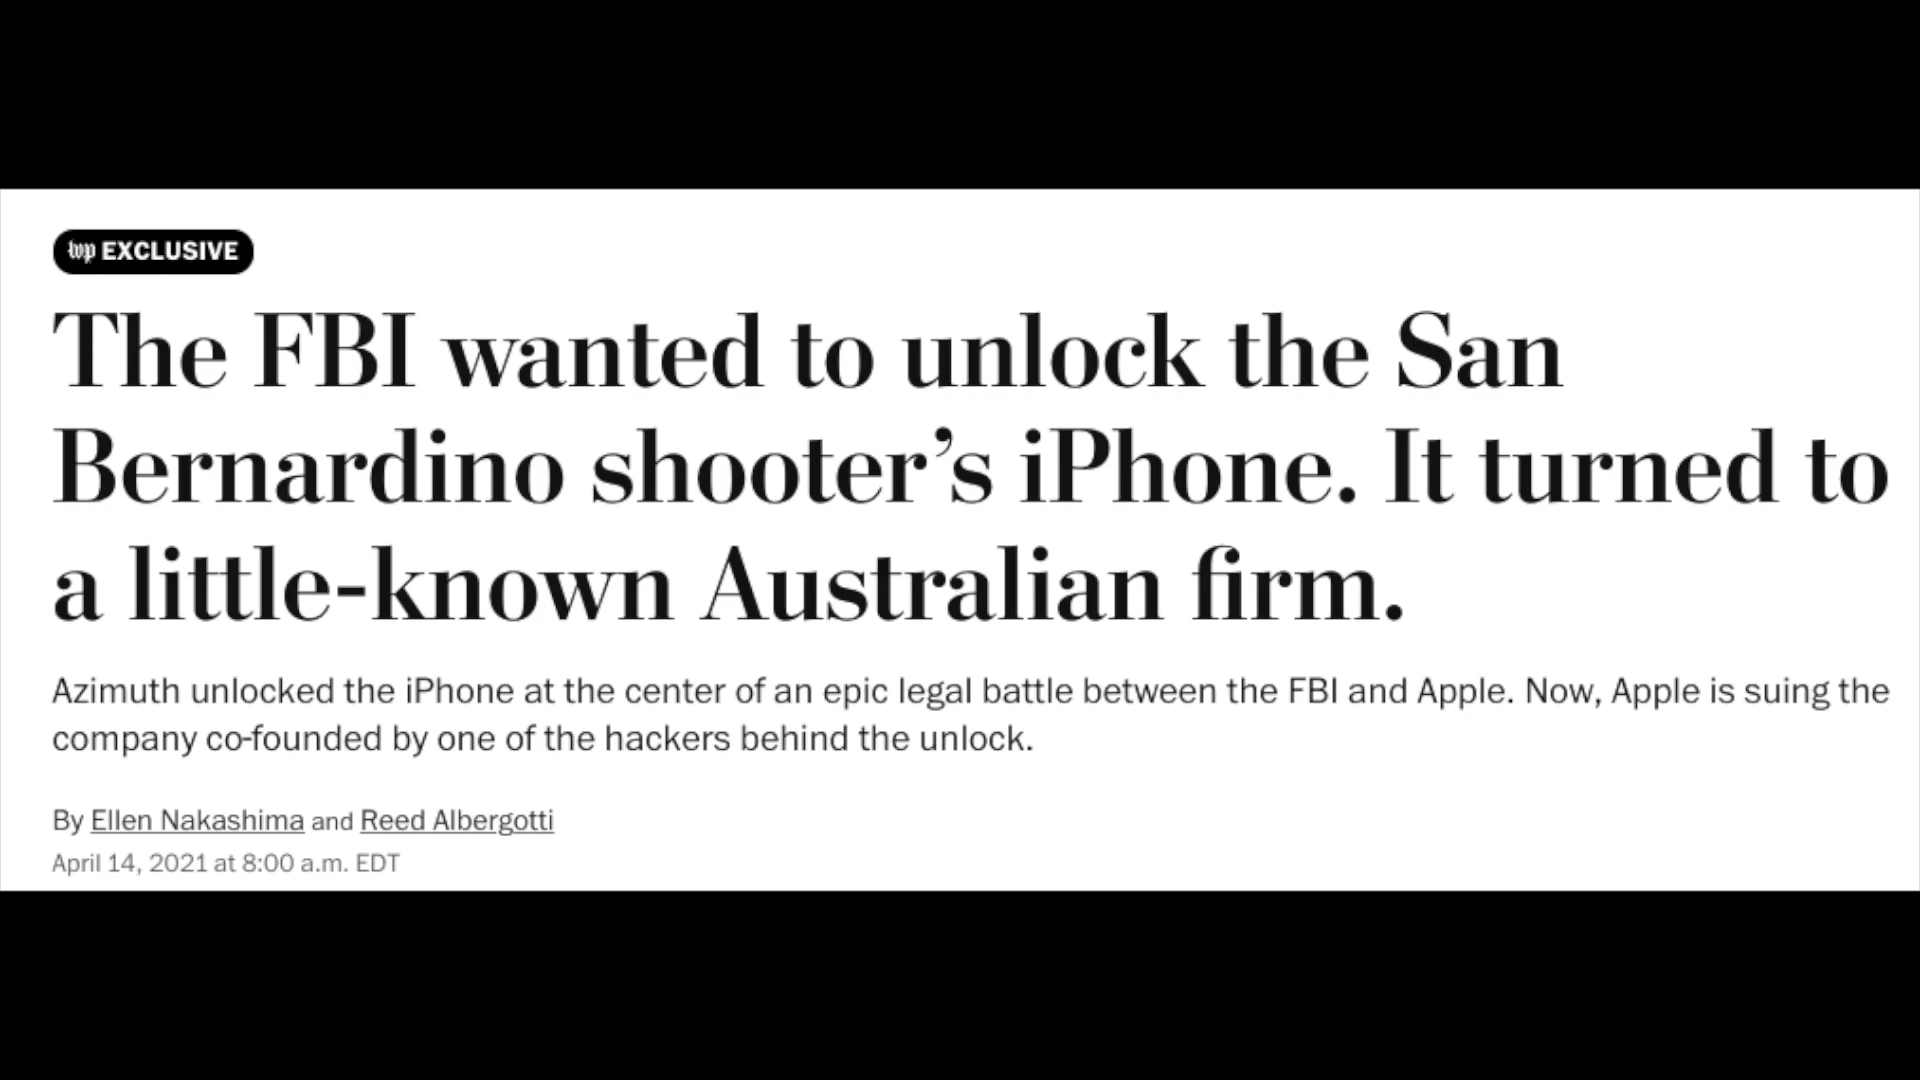 wp EXCLUSIVE
The FBI wanted to unlock the San
Bernardino shooter’s iPhone. It turned to
a little-known Australian firm.
Azimuth unlocked the iPhone at the center of an epic legal battle between the FBI and Apple. Now, Apple is suing the
company co-founded by one of the hackers behind the unlock.
By Ellen Nakashima and Reed Albergotti
April 14, 2021 at 8:00 a.m. EDT